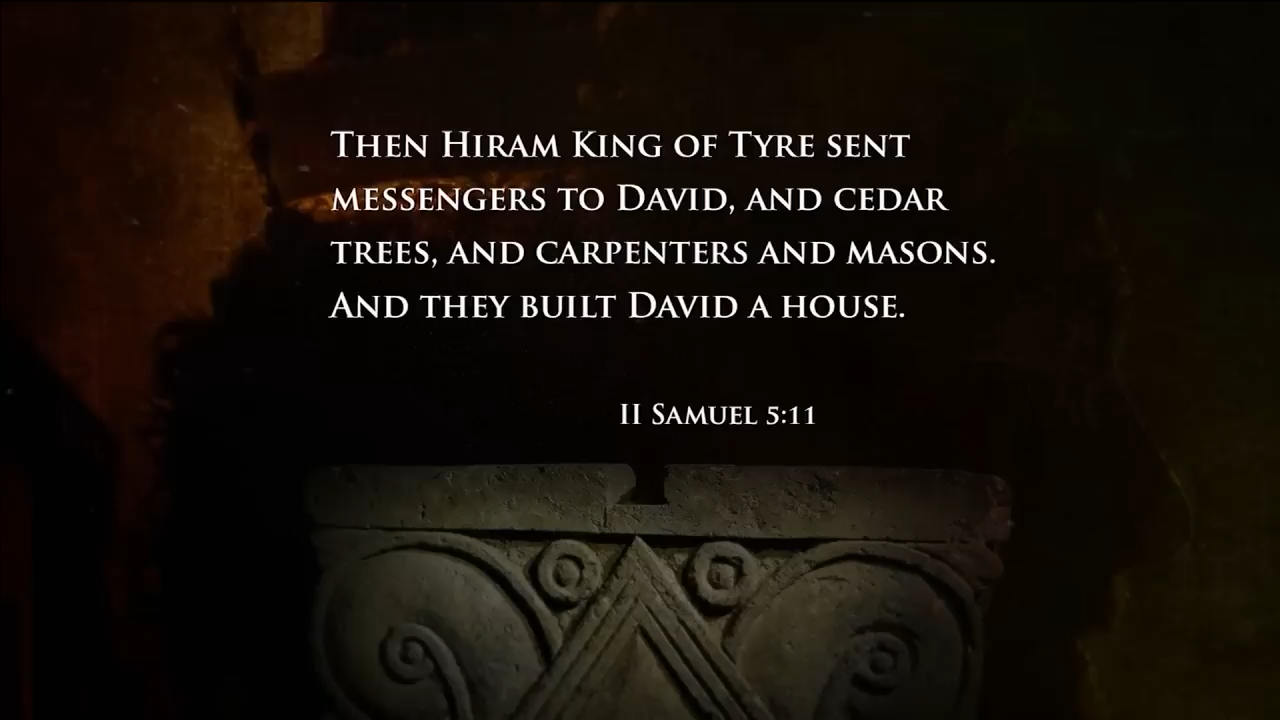 Then Hiram King of Tyre sent
messengers to David, and cedar
trees, and carpenters and masons.
And they built David a house.
II Samuel 5:11